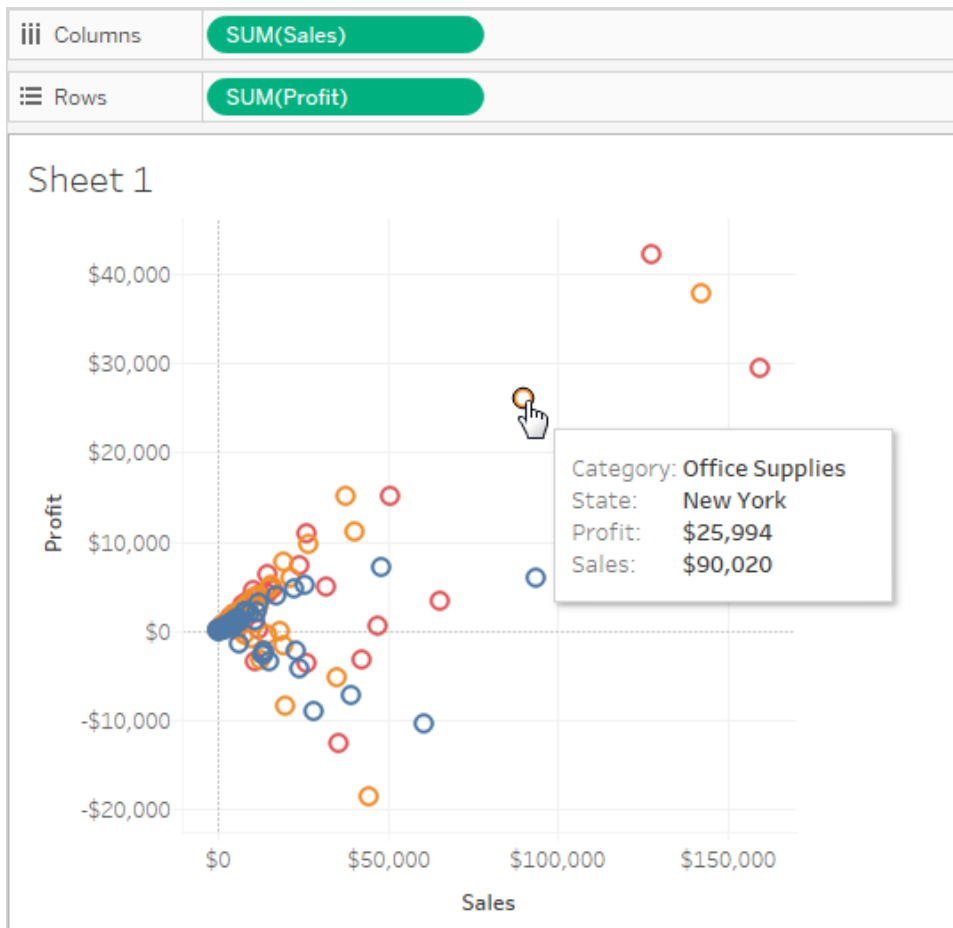 Columns SUM(Sales)
Rows SUM(Profit)
Sheet 1
$40,000
$30,000
$20,000
$10,000
$0
-$10,000
-$20,000
Profit
Category: Office Supplies
State: New York
Profit: $25,994
Sales: $90,020
$0 $50,000 $100,000 $150,000
Sales